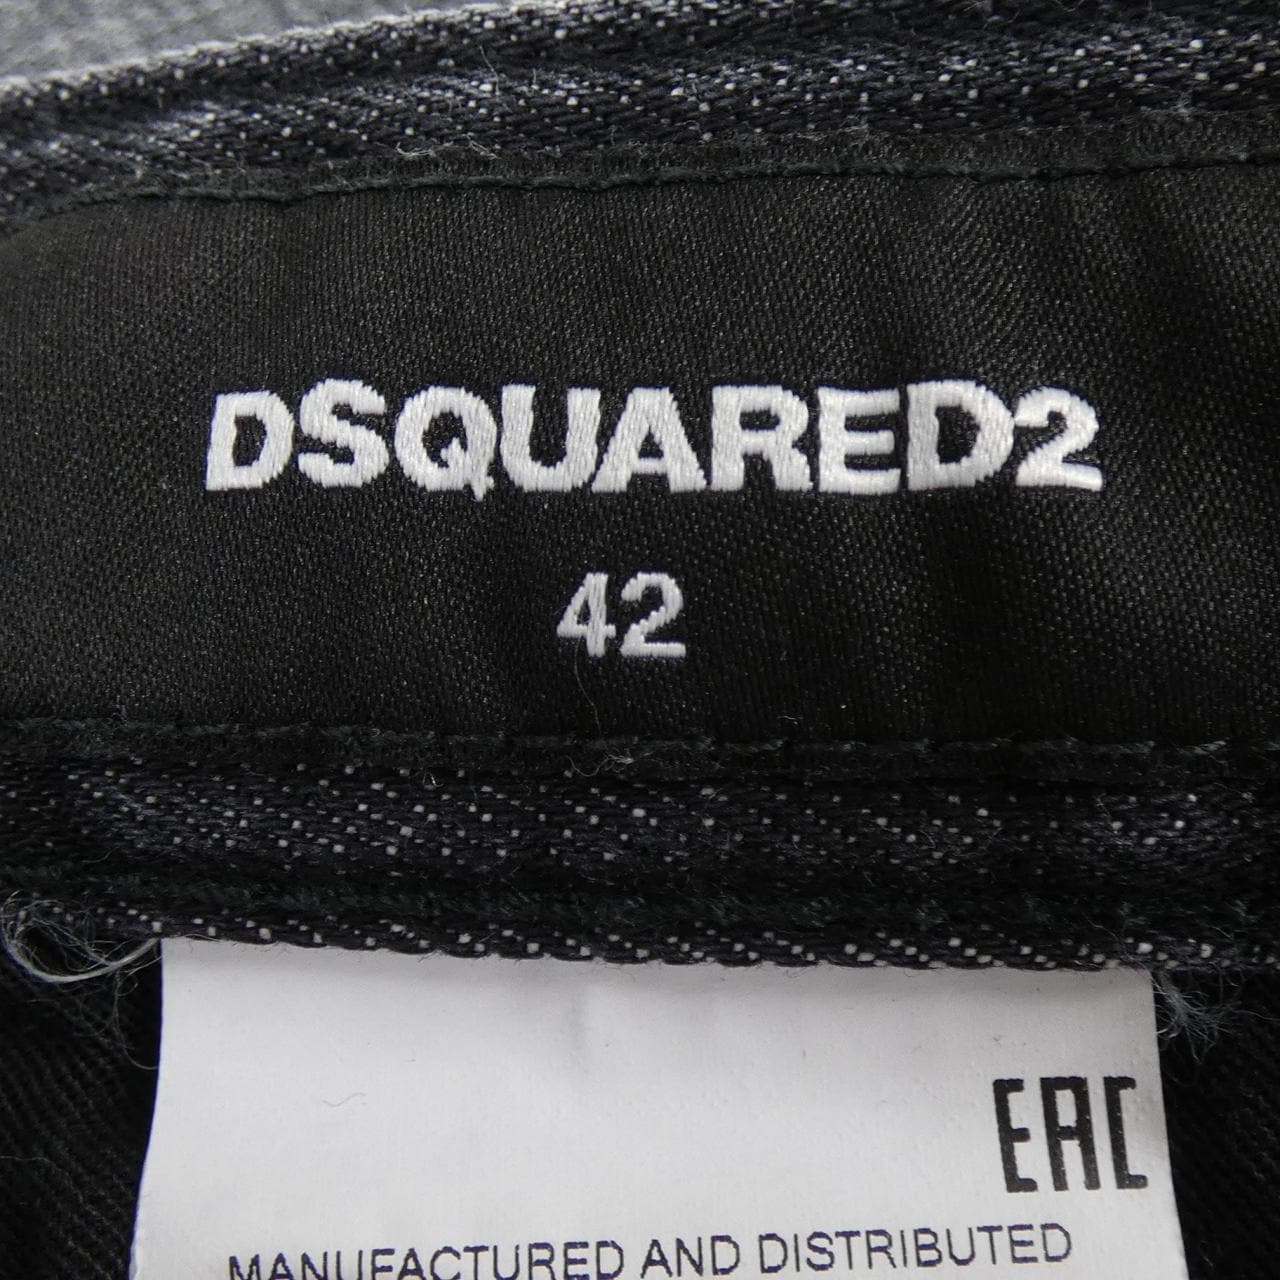 DSQUARED2
42
EAC
MANUFACTURED AND DISTRIBUTED